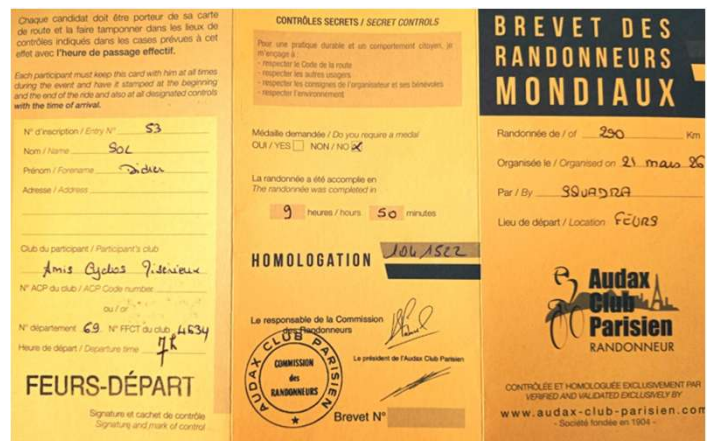 Chaque candidat doit être porteur de sa carte
de route et la faire tamponner dans les lieux de
contrôles indiqués dans les cases prévues à cet
effet avec l'heure de passage effectif.
Each participant must keep this card with him at all times
during the event and have it stamped at the beginning
and the end of the ride and also at all designated controls
with the time of arrival.
N° d'inscription / Entry N° 53
Nom / Name SOL
Prénom / Forename Didier
Adresse / Address
Club du participant / Participant's club
Amis Cyclos
N° ACP du club / ACP Code number
ou / or
N° département 69 N° FFCT du club 4634
Heure de départ / Departure time 7h
FEURS-DÉPART
Signature et cachet de contrôle
Signature and mark of control
CONTRÔLES SECRETS / SECRET CONTROLS
Pour une pratique durable et un comportement citoyen, je
m'engage à :
- respecter le Code de la route
- respecter les autres usagers
- respecter les consignes de l'organisateur et ses bénévoles
- respecter l'environnement
Médaille demandée / Do you require a medal
OUI / YES NON / NO X
La randonnée a été accomplie en
The randonnée was completed in
9 heures / hours 50 minutes
HOMOLOGATION 1041522
Le responsable de la Commission
des Randonneurs
Le président de l'Audax Club Parisien
AUDAX CLUB PARISIEN
COMMISSION
des
RANDONNEURS
Brevet N°
BREVET DES
RANDONNEURS
MONDIAUX
Randonnée de / of 290 Km
Organisée le / Organised on 21 mars 26
Par / By SQUADRA
Lieu de départ / Location FEURS
Audax
Club
Parisien
RANDONNEUR
CONTRÔLÉE ET HOMOLOGUÉE EXCLUSIVEMENT PAR
VERIFIED AND VALIDATED EXCLUSIVELY BY
www.audax-club-parisien.com
- Société fondée en 1904 -